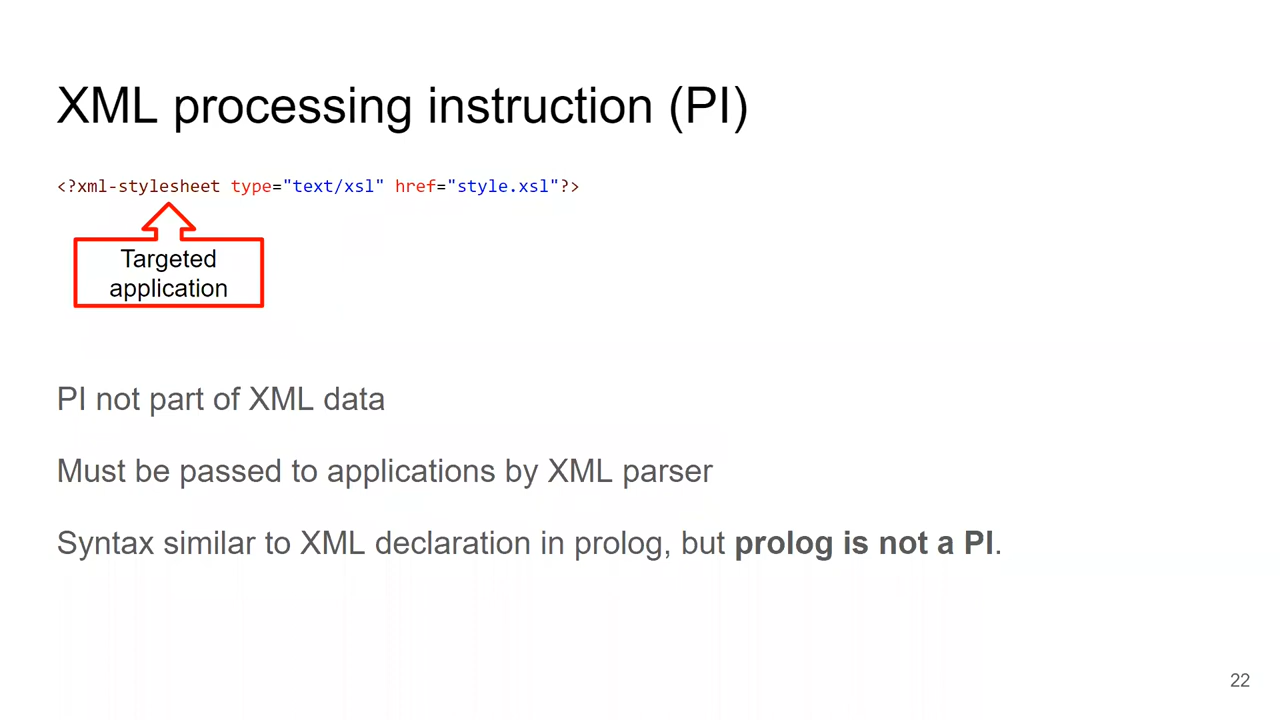 XML processing instruction (PI)
<?xml-stylesheet type="text/xsl" href="style.xsl"?>
Targeted
application
PI not part of XML data
Must be passed to applications by XML parser
Syntax similar to XML declaration in prolog, but prolog is not a PI.
22